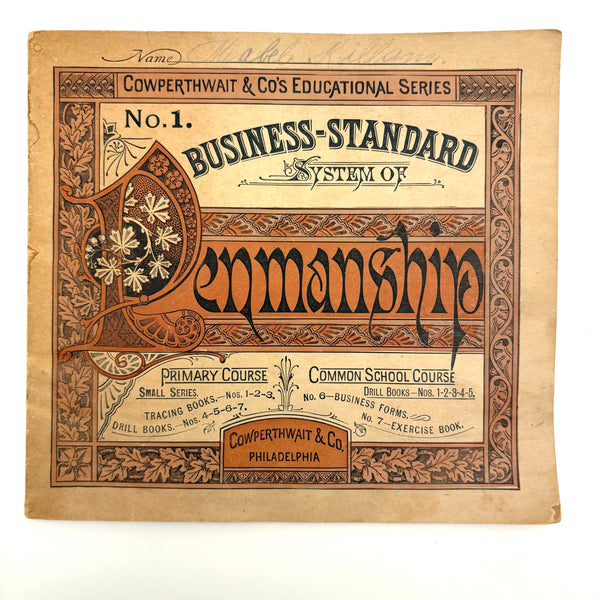 Name Mabel Killam.
COWPERTHWAIT & CO'S EDUCATIONAL SERIES
No. 1.
BUSINESS-STANDARD
SYSTEM OF
Penmanship
PRIMARY COURSE
SMALL SERIES.
TRACING BOOKS.—Nos. 1-2-3.
DRILL BOOKS.—Nos. 4-5-6-7.
COMMON SCHOOL COURSE
DRILL BOOKS—Nos. 1-2-3-4-5.
No. 6—BUSINESS FORMS.
No. 7—EXERCISE BOOK.
COWPERTHWAIT & CO.
PHILADELPHIA